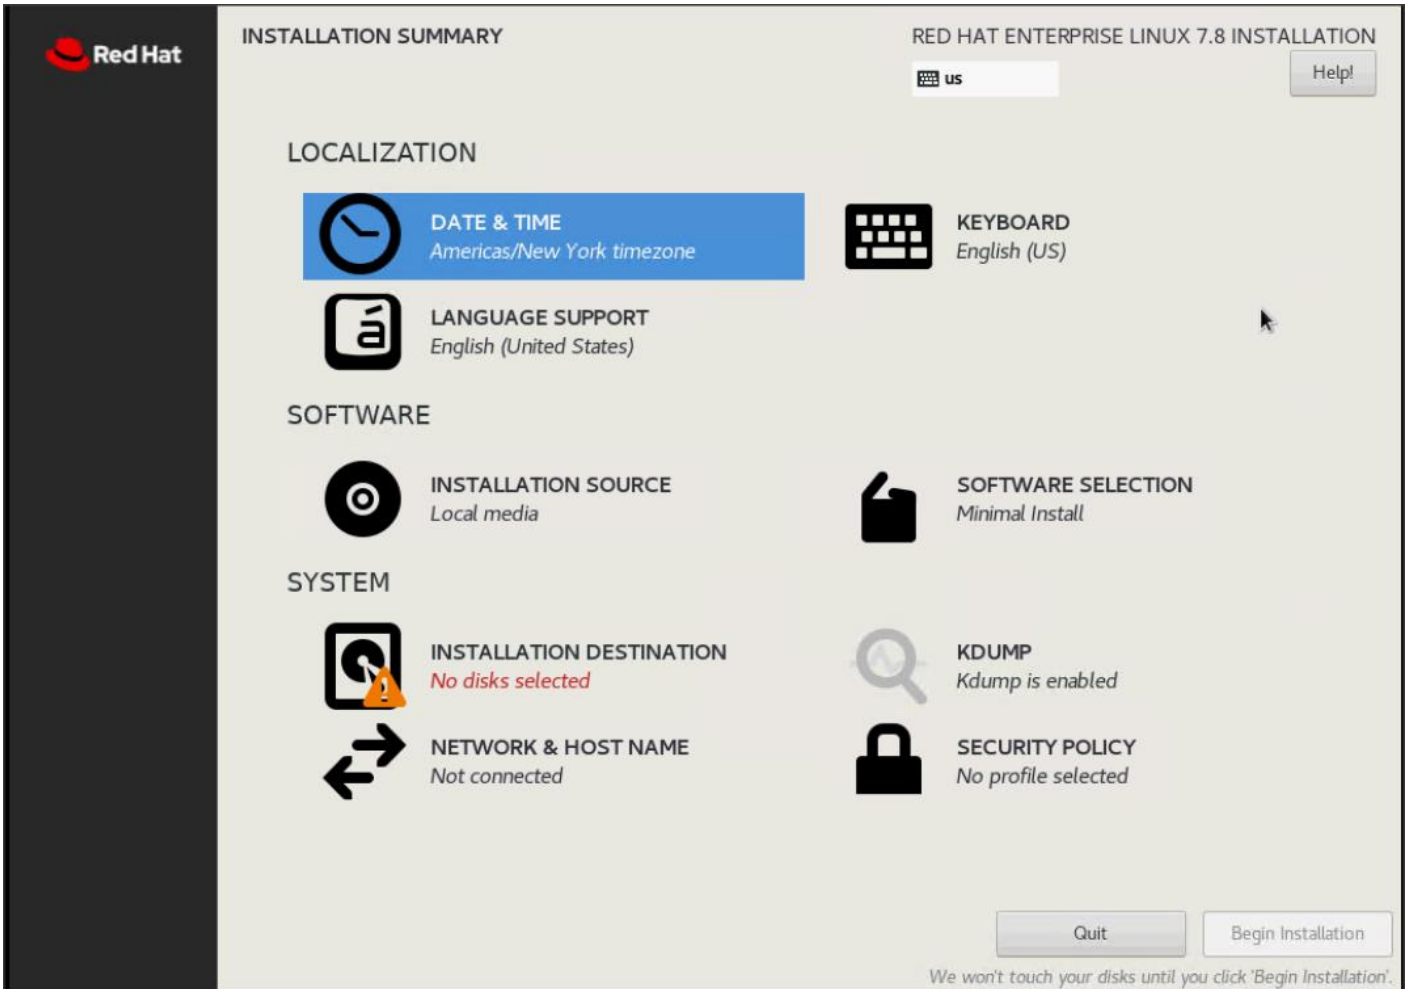 Red Hat
INSTALLATION SUMMARY
RED HAT ENTERPRISE LINUX 7.8 INSTALLATION
us
Help!
LOCALIZATION
DATE & TIME
Americas/New York timezone
KEYBOARD
English (US)
LANGUAGE SUPPORT
English (United States)
SOFTWARE
INSTALLATION SOURCE
Local media
SOFTWARE SELECTION
Minimal Install
SYSTEM
INSTALLATION DESTINATION
No disks selected
KDUMP
Kdump is enabled
NETWORK & HOST NAME
Not connected
SECURITY POLICY
No profile selected
Quit
Begin Installation
We won't touch your disks until you click 'Begin Installation'.